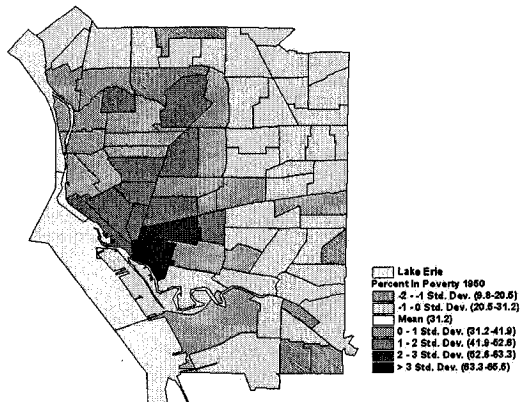 Lake Erie
Percent In Poverty 1950
-2 - -1 Std. Dev. (9.8-20.5)
-1 - 0 Std. Dev. (20.5-31.2)
Mean (31.2)
0 - 1 Std. Dev. (31.2-41.9)
1 - 2 Std. Dev. (41.9-52.6)
2 - 3 Std. Dev. (52.6-63.3)
> 3 Std. Dev. (63.3-65.6)